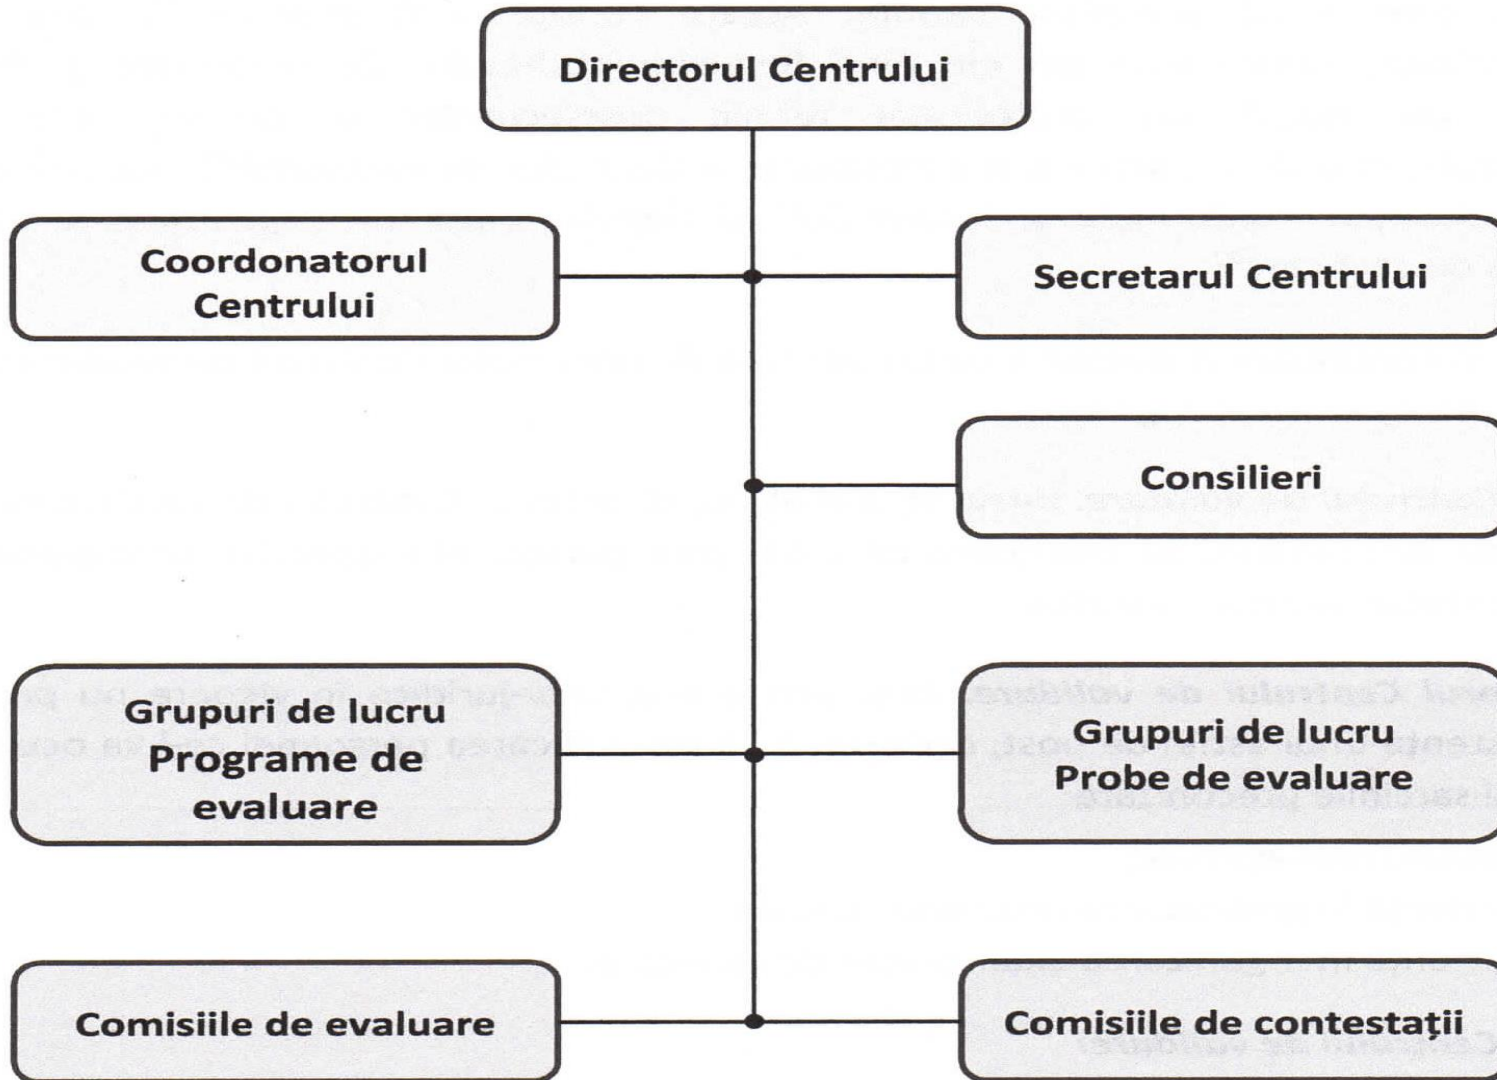 Directorul Centrului
Coordonatorul
Centrului
Secretarul Centrului
Consilieri
Grupuri de lucru
Programe de
evaluare
Grupuri de lucru
Probe de evaluare
Comisiile de evaluare
Comisiile de contestații